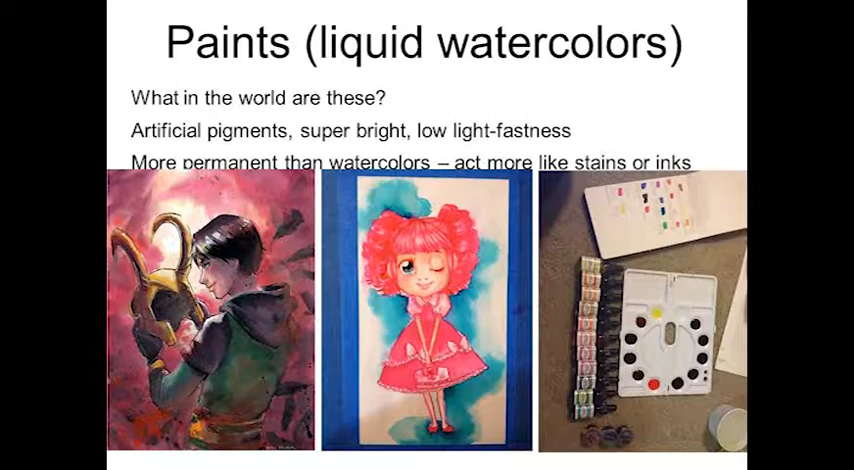 Paints (liquid watercolors)
What in the world are these?
Artificial pigments, super bright, low light-fastness
More permanent than watercolors – act more like stains or inks